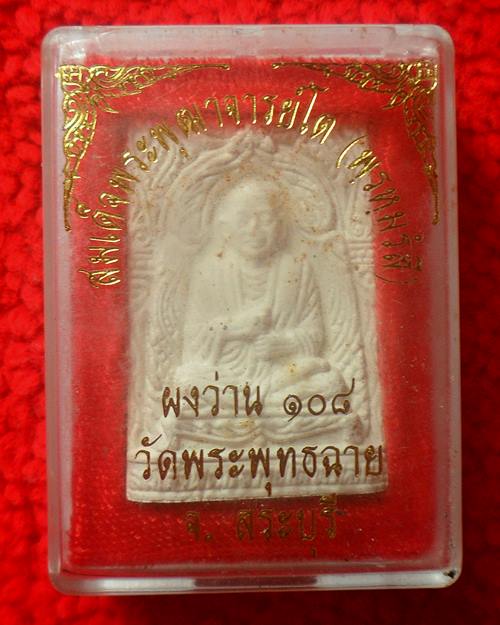 สมเด็จพระพุฒาจารย์โต (พรหมรังสี)
ผงว่าน ๑๐๘
วัดพระพุทธฉาย
จ. สระบุรี